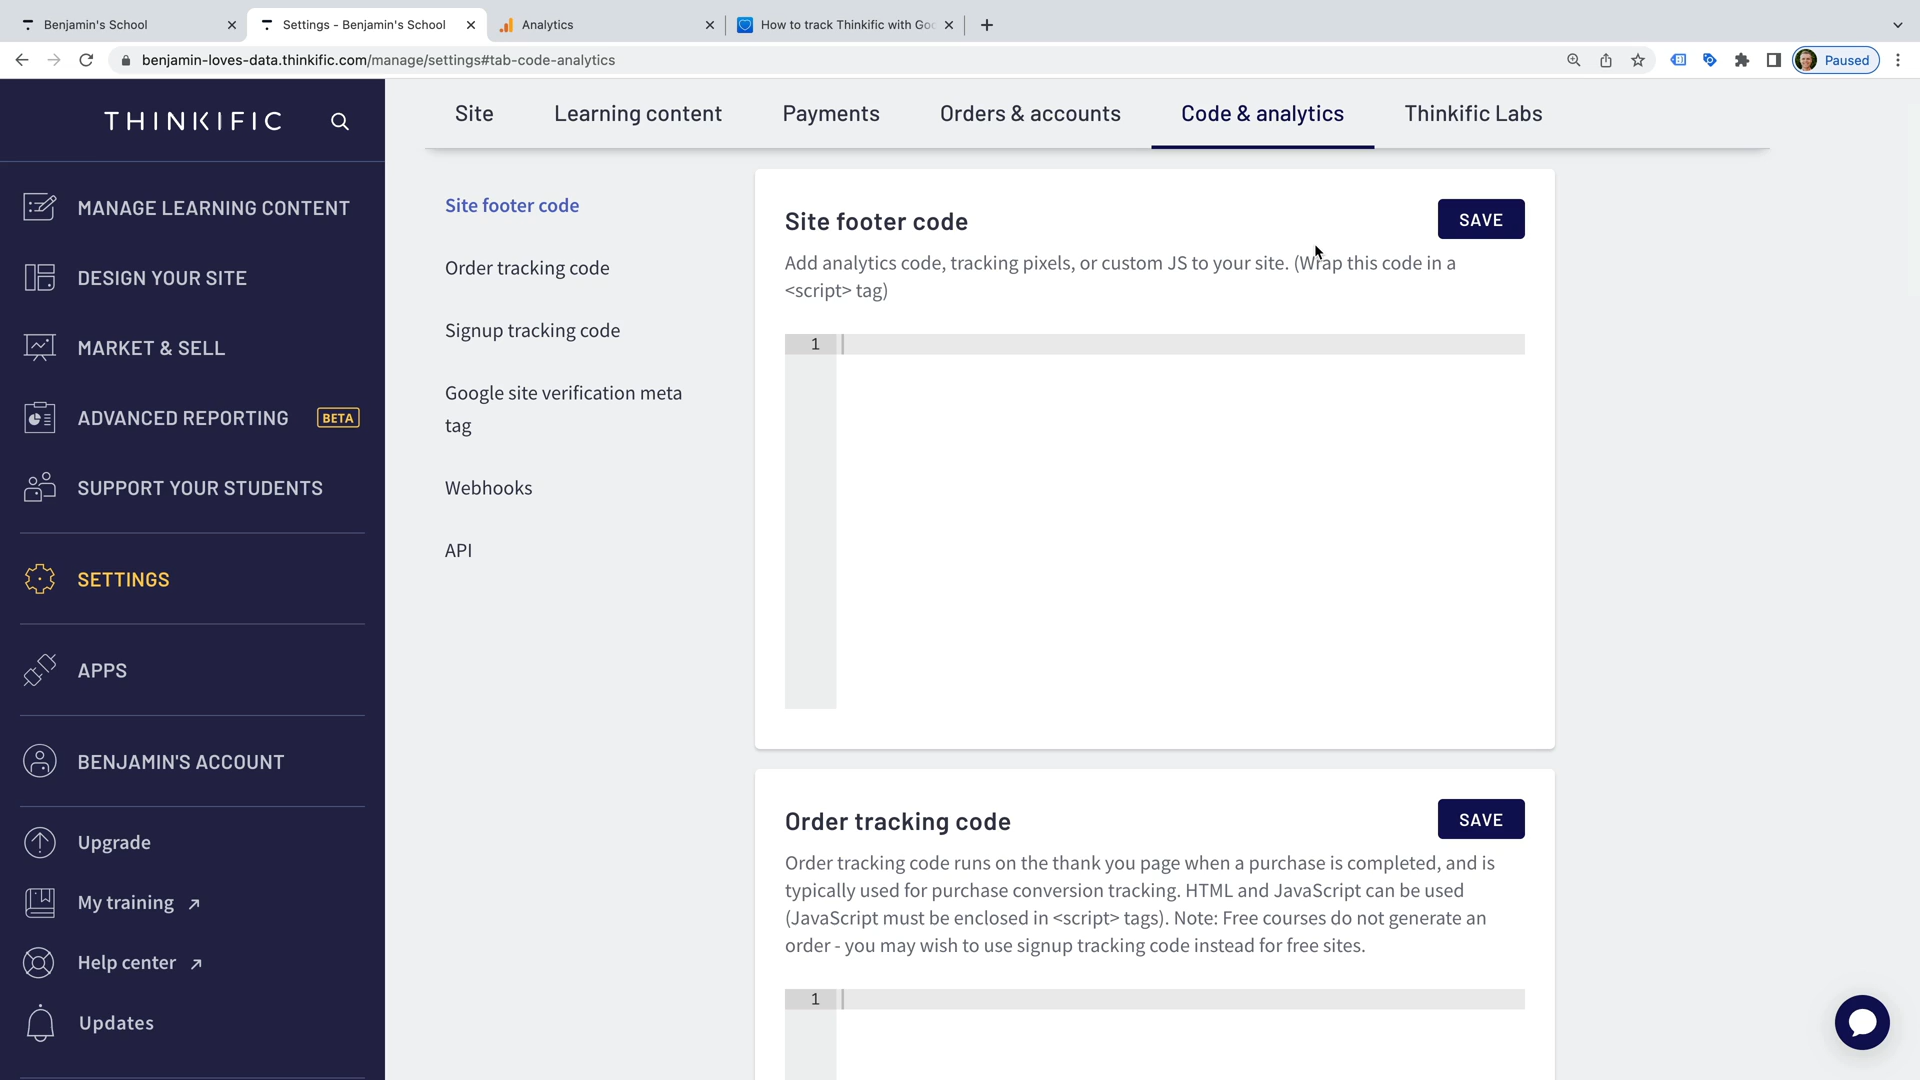 Benjamin's School
Settings - Benjamin's School
Analytics
How to track Thinkific with Goo
benjamin-loves-data.thinkific.com/manage/settings#tab-code-analytics
Paused
THINKIFIC
MANAGE LEARNING CONTENT
DESIGN YOUR SITE
MARKET & SELL
ADVANCED REPORTING BETA
SUPPORT YOUR STUDENTS
SETTINGS
APPS
BENJAMIN'S ACCOUNT
Upgrade
My training
Help center
Updates
Site
Learning content
Payments
Orders & accounts
Code & analytics
Thinkific Labs
Site footer code
Order tracking code
Signup tracking code
Google site verification meta
tag
Webhooks
API
Site footer code
SAVE
Add analytics code, tracking pixels, or custom JS to your site. (Wrap this code in a
<script> tag)
1
Order tracking code
SAVE
Order tracking code runs on the thank you page when a purchase is completed, and is
typically used for purchase conversion tracking. HTML and JavaScript can be used
(JavaScript must be enclosed in <script> tags). Note: Free courses do not generate an
order - you may wish to use signup tracking code instead for free sites.
1